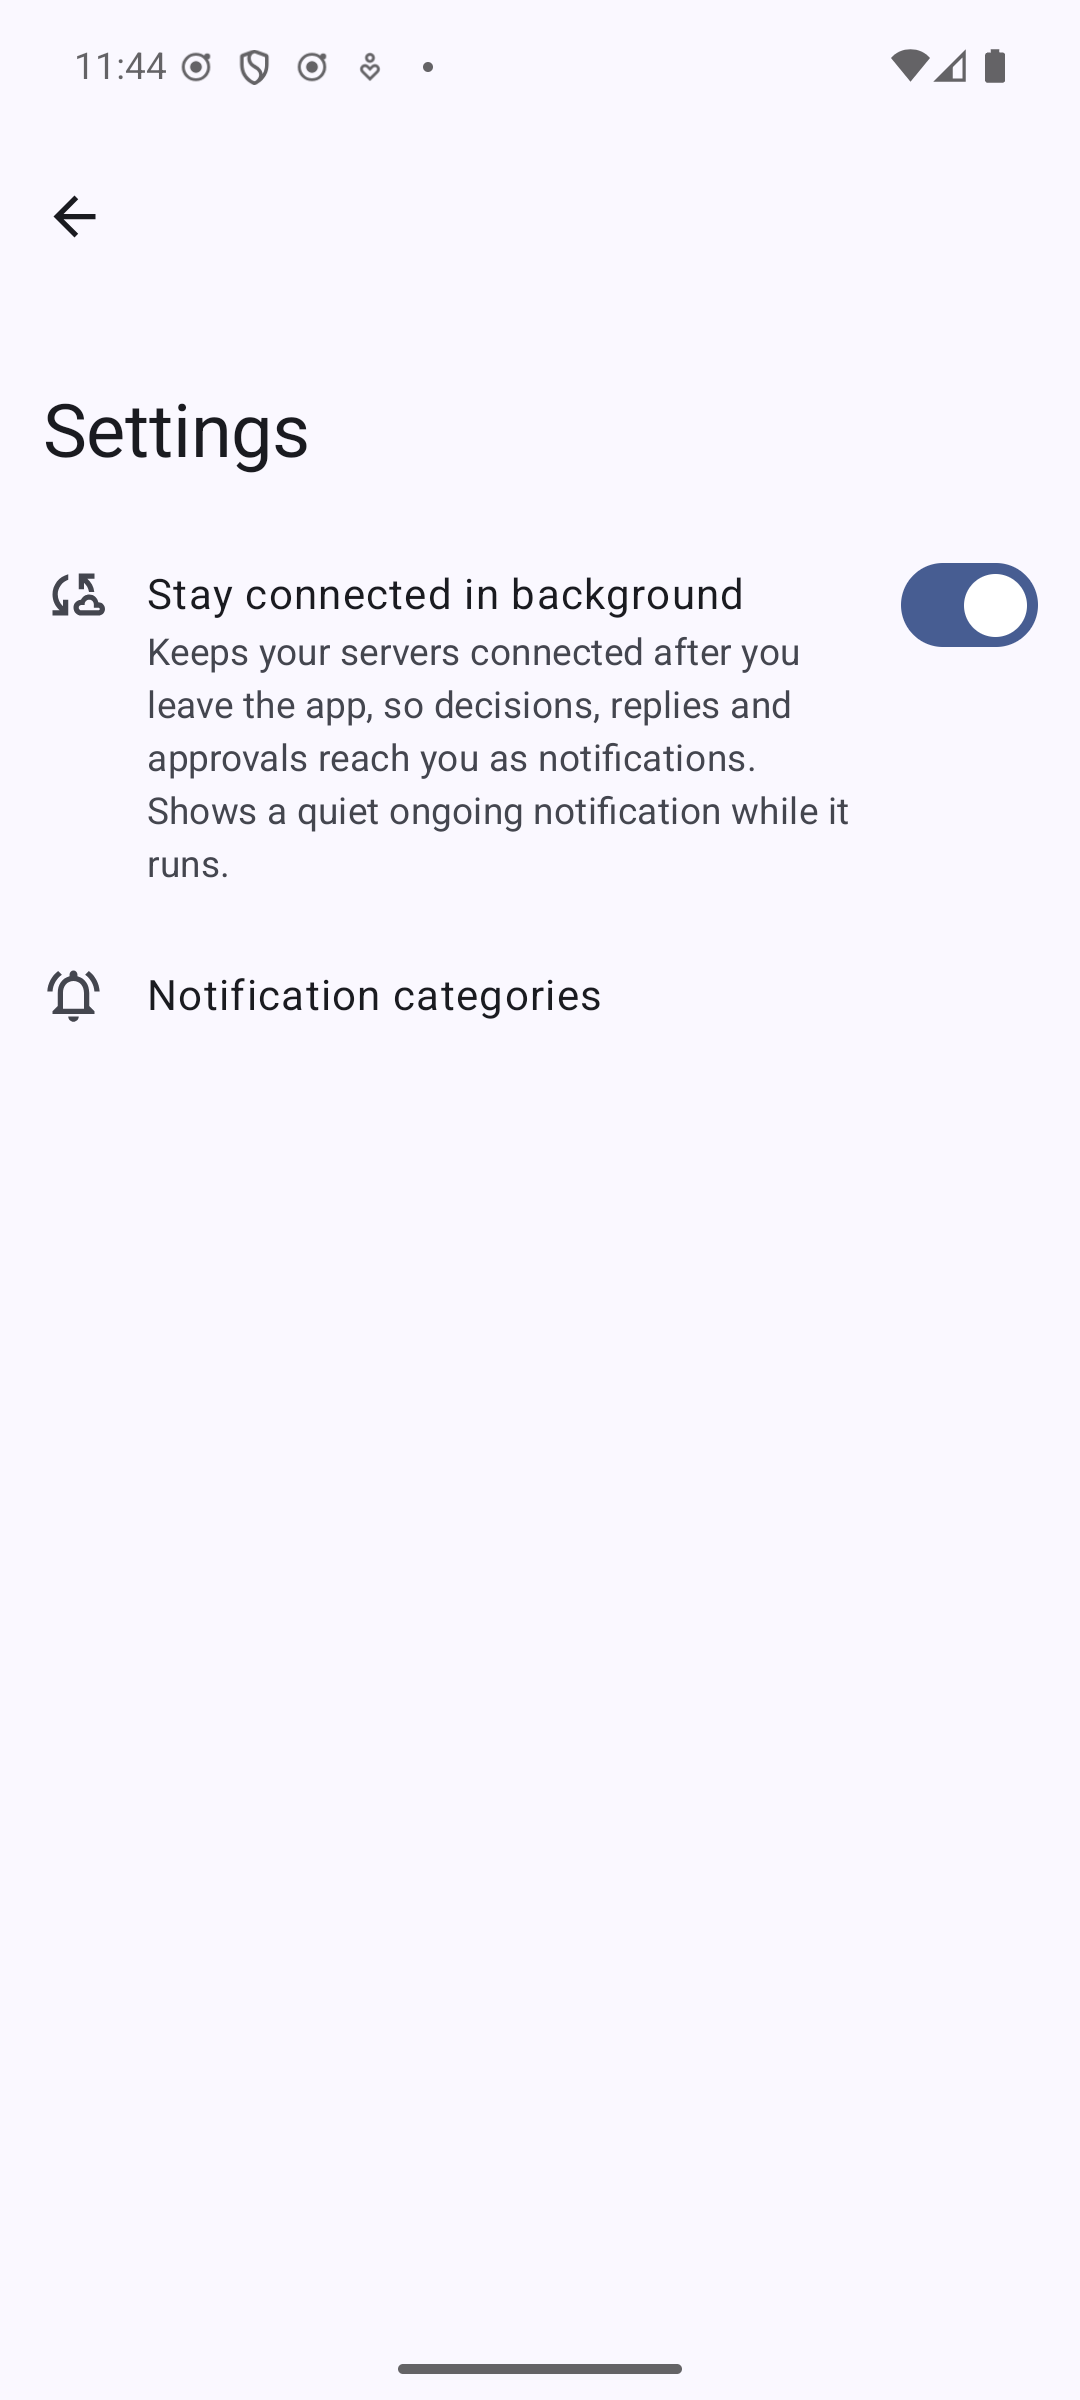 11:44
Settings
Stay connected in background
Keeps your servers connected after you
leave the app, so decisions, replies and
approvals reach you as notifications.
Shows a quiet ongoing notification while it
runs.
Notification categories